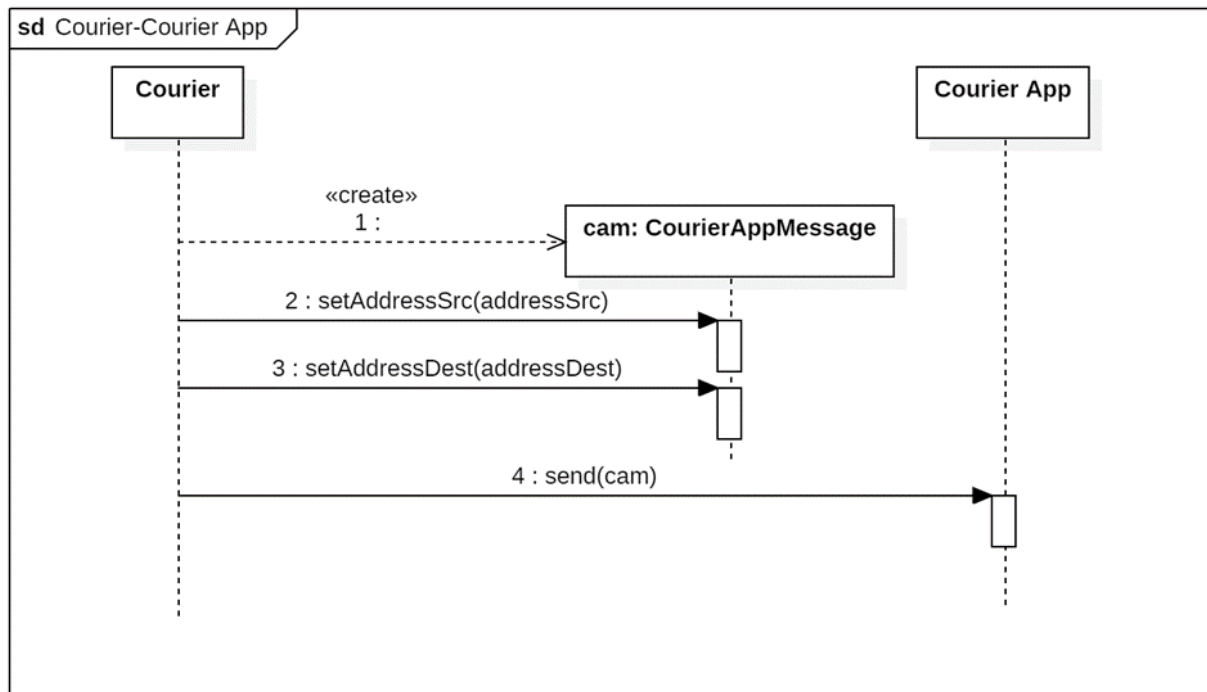 sd Courier-Courier App
Courier
Courier App
«create»
1 :
cam: CourierAppMessage
2 : setAddressSrc(addressSrc)
3 : setAddressDest(addressDest)
4 : send(cam)